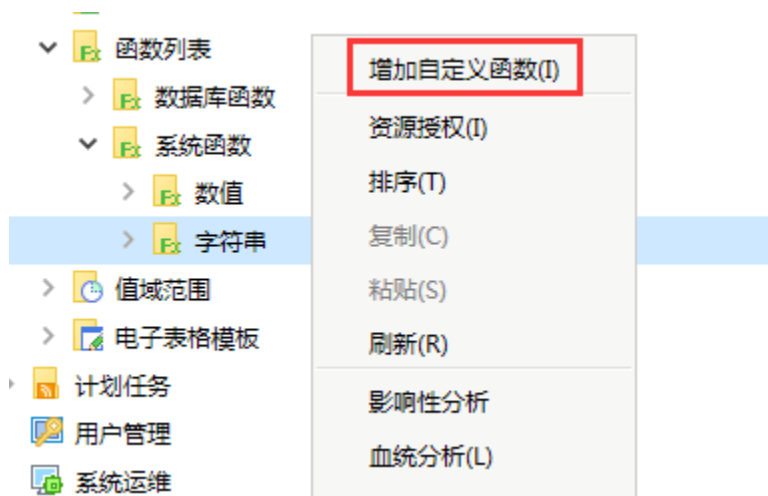 函数列表
数据库函数
系统函数
数值
字符串
值域范围
电子表格模板
计划任务
用户管理
系统运维
增加自定义函数(I)
资源授权(I)
排序(T)
复制(C)
粘贴(S)
刷新(R)
影响性分析
血统分析(L)